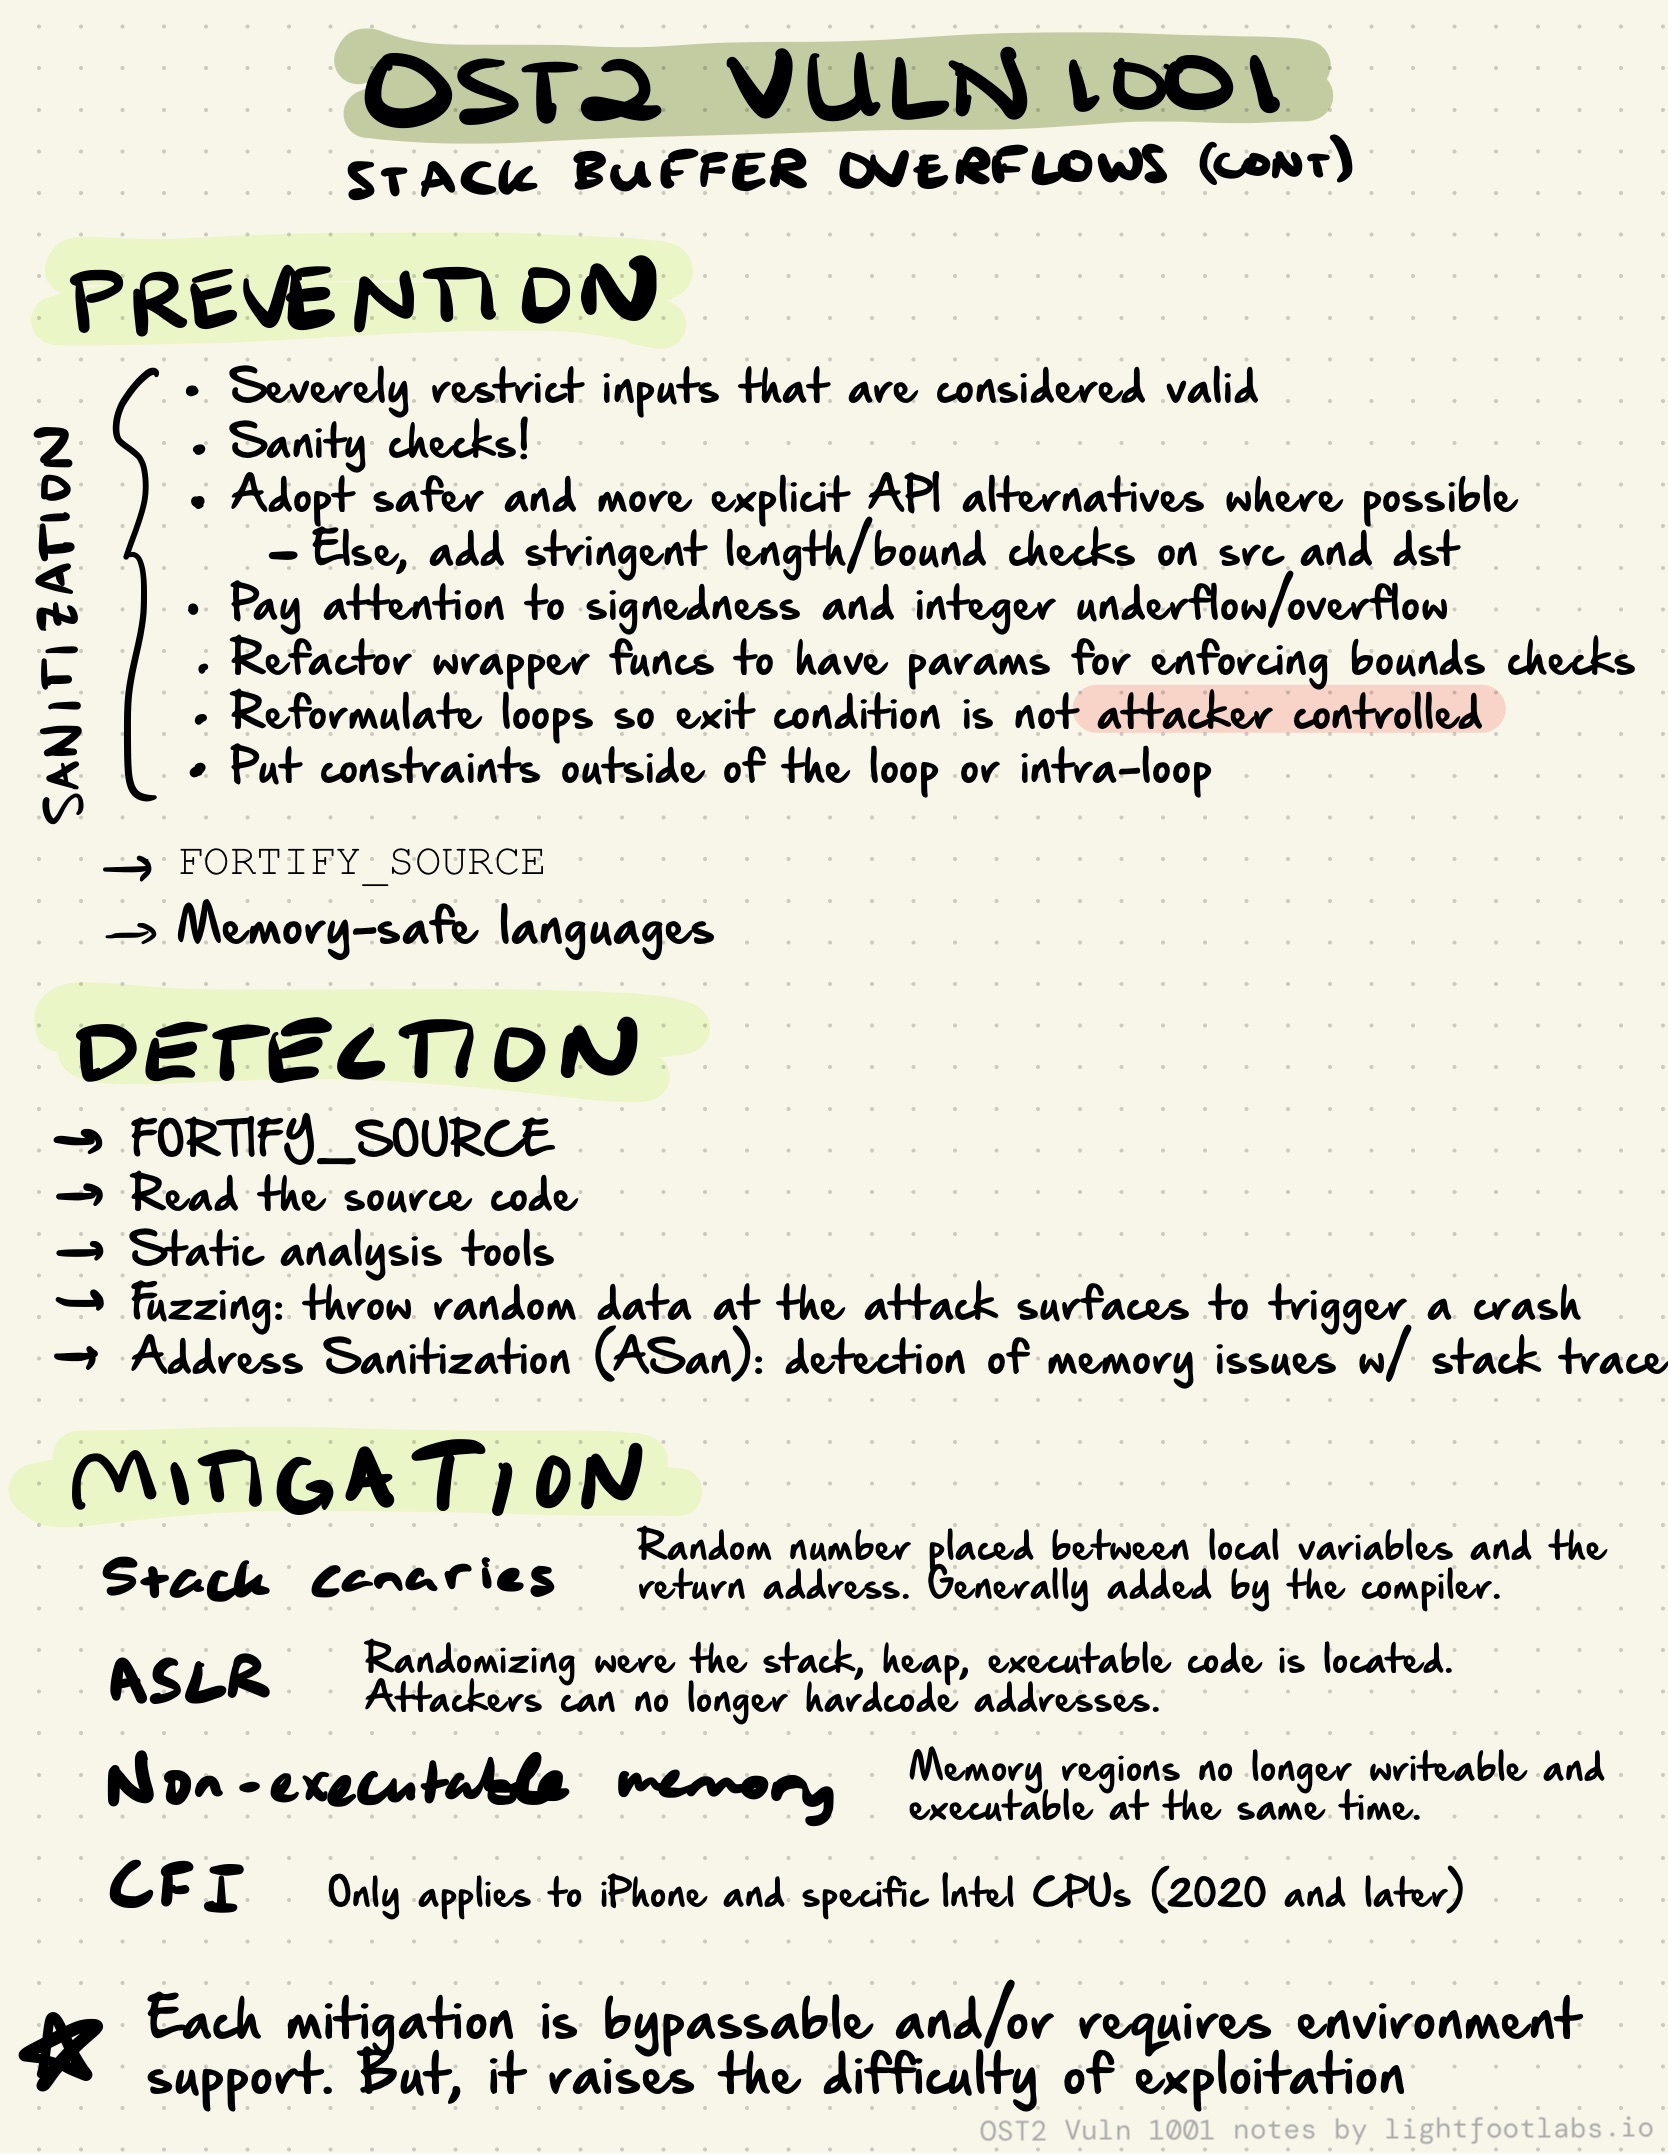 OST2 VULN 1001
STACK BUFFER OVERFLOWS (CONT)
PREVENTION
SANITIZATION
• Severely restrict inputs that are considered valid
• Sanity checks!
• Adopt safer and more explicit API alternatives where possible
– Else, add stringent length/bound checks on src and dst
• Pay attention to signedness and integer underflow/overflow
• Refactor wrapper funcs to have params for enforcing bounds checks
• Reformulate loops so exit condition is not attacker controlled
• Put constraints outside of the loop or intra-loop
→ FORTIFY_SOURCE
→ Memory-safe languages
DETECTION
→ FORTIFY_SOURCE
→ Read the source code
→ Static analysis tools
→ Fuzzing: throw random data at the attack surfaces to trigger a crash
→ Address Sanitization (ASan): detection of memory issues w/ stack trace
MITIGATION
Stack canaries
Random number placed between local variables and the
return address. Generally added by the compiler.
ASLR
Randomizing were the stack, heap, executable code is located.
Attackers can no longer hardcode addresses.
Non-executable memory
Memory regions no longer writeable and
executable at the same time.
CFI
Only applies to iPhone and specific Intel CPUs (2020 and later)
☆ Each mitigation is bypassable and/or requires environment
support. But, it raises the difficulty of exploitation
OST2 Vuln 1001 notes by lightfootlabs.io